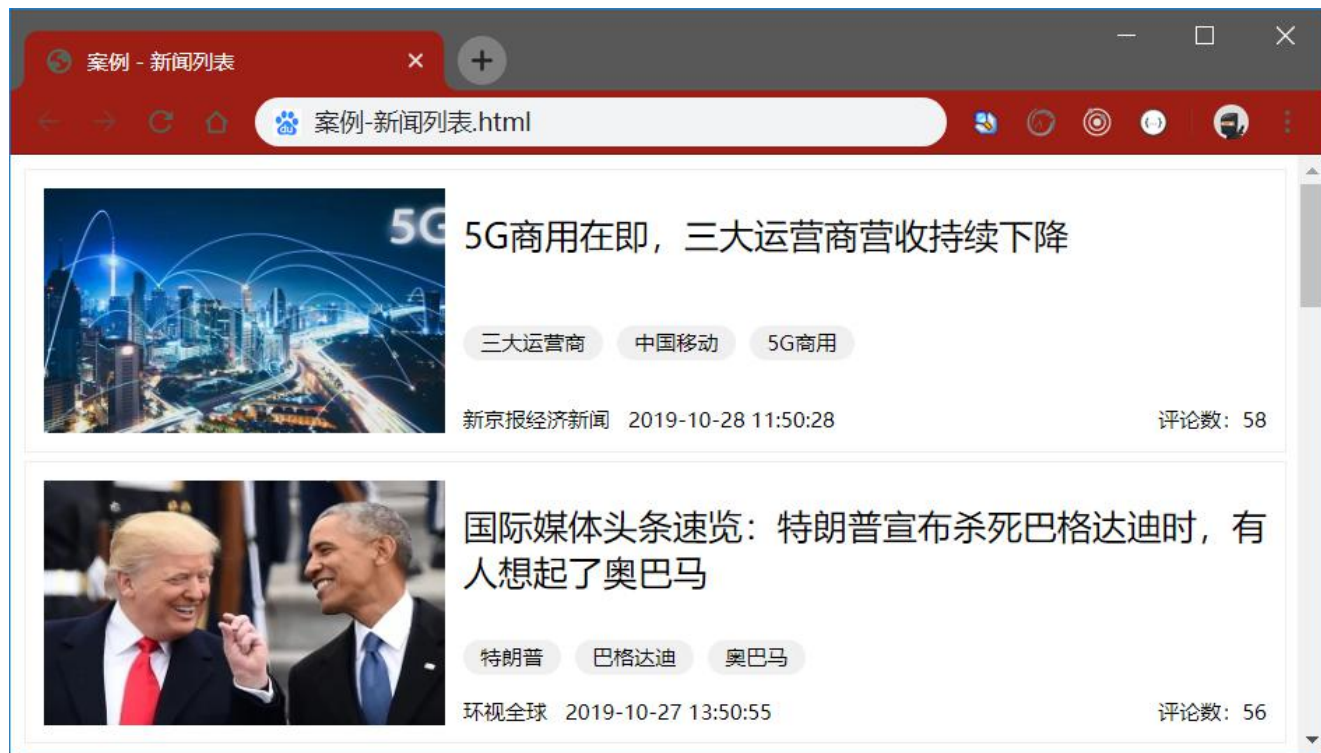 案例 - 新闻列表
案例-新闻列表.html
5G
5G商用在即，三大运营商营收持续下降
三大运营商 中国移动 5G商用
新京报经济新闻 2019-10-28 11:50:28 评论数：58
国际媒体头条速览：特朗普宣布杀死巴格达迪时，有
人想起了奥巴马
特朗普 巴格达迪 奥巴马
环视全球 2019-10-27 13:50:55 评论数：56